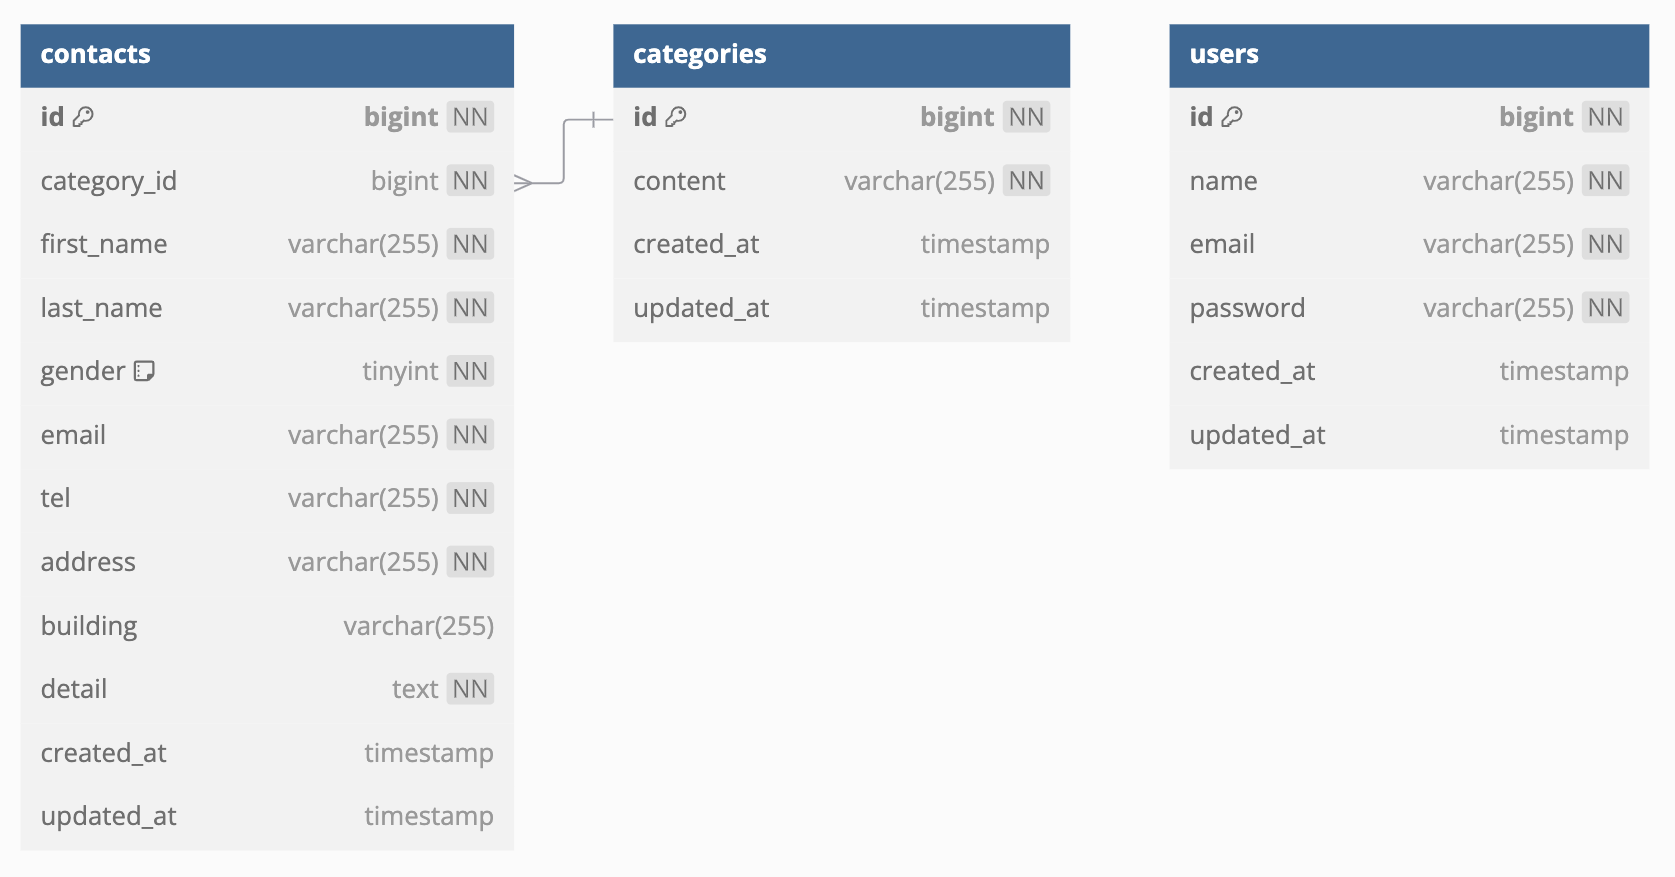 contacts
id bigint NN
category_id bigint NN
first_name varchar(255) NN
last_name varchar(255) NN
gender tinyint NN
email varchar(255) NN
tel varchar(255) NN
address varchar(255) NN
building varchar(255)
detail text NN
created_at timestamp
updated_at timestamp
categories
id bigint NN
content varchar(255) NN
created_at timestamp
updated_at timestamp
users
id bigint NN
name varchar(255) NN
email varchar(255) NN
password varchar(255) NN
created_at timestamp
updated_at timestamp